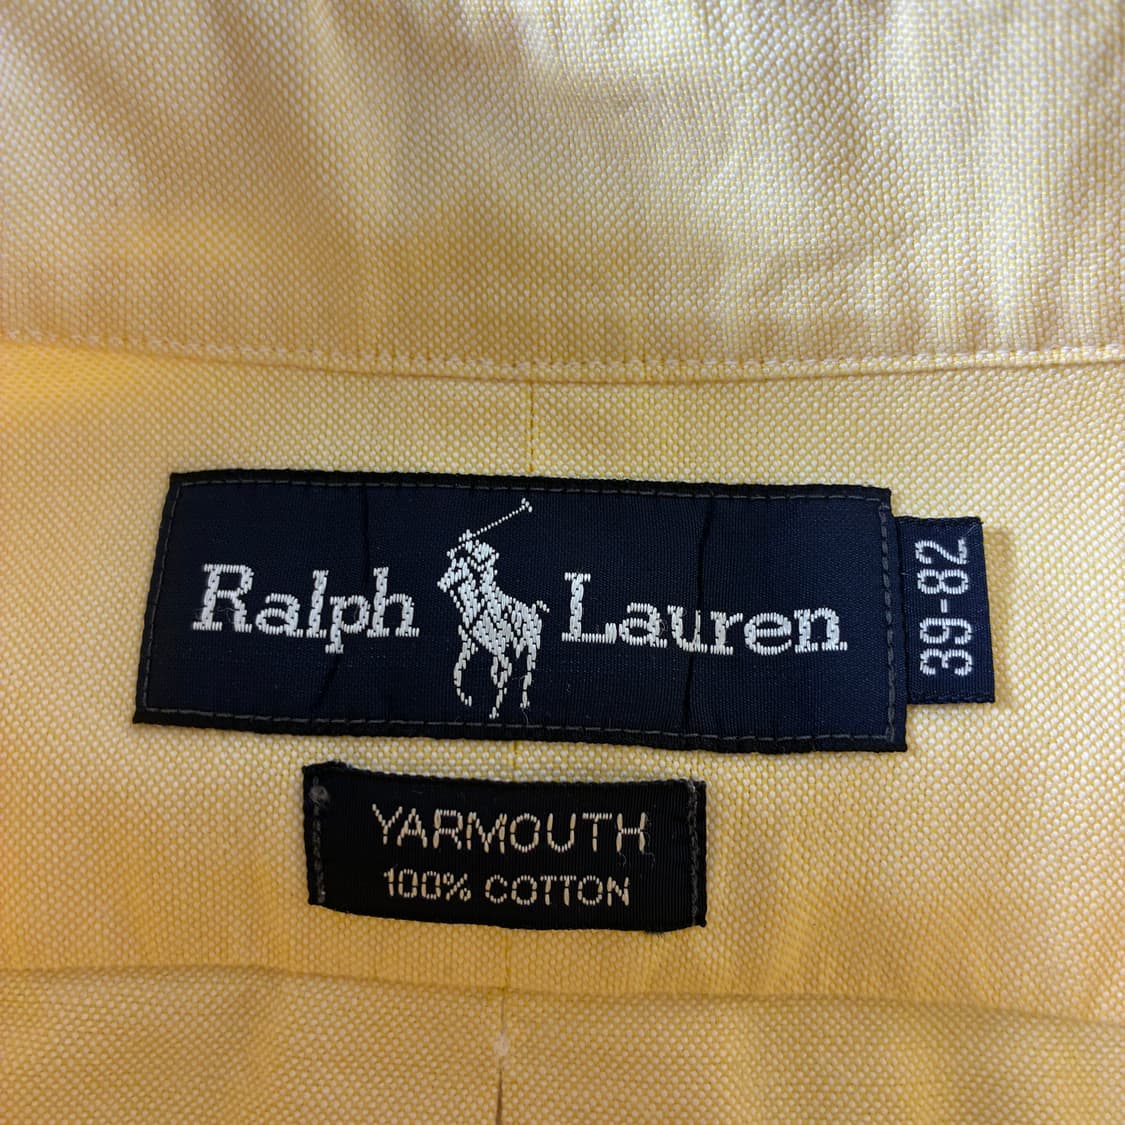 Ralph Lauren
39-82
YARMOUTH
100% COTTON